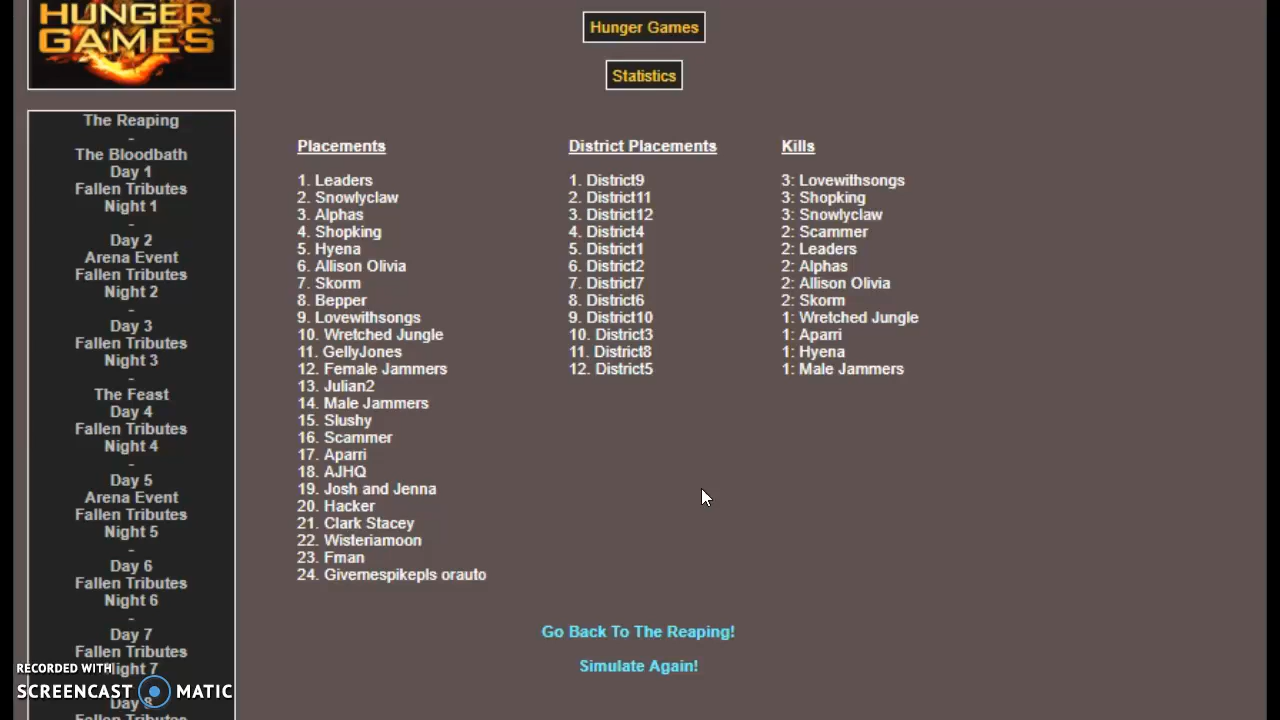 HUNGER
GAMES
The Reaping
-
The Bloodbath
Day 1
Fallen Tributes
Night 1
-
Day 2
Arena Event
Fallen Tributes
Night 2
-
Day 3
Fallen Tributes
Night 3
-
The Feast
Day 4
Fallen Tributes
Night 4
-
Day 5
Arena Event
Fallen Tributes
Night 5
-
Day 6
Fallen Tributes
Night 6
-
Day 7
Fallen Tributes
Night 7
Day 8
Fallen Tributes
Hunger Games
Statistics
Placements
1. Leaders
2. Snowlyclaw
3. Alphas
4. Shopking
5. Hyena
6. Allison Olivia
7. Skorm
8. Bepper
9. Lovewithsongs
10. Wretched Jungle
11. GellyJones
12. Female Jammers
13. Julian2
14. Male Jammers
15. Slushy
16. Scammer
17. Aparri
18. AJHQ
19. Josh and Jenna
20. Hacker
21. Clark Stacey
22. Wisteriamoon
23. Fman
24. Givemespikepls orauto
District Placements
1. District9
2. District11
3. District12
4. District4
5. District1
6. District2
7. District7
8. District6
9. District10
10. District3
11. District8
12. District5
Kills
3: Lovewithsongs
3: Shopking
3: Snowlyclaw
2: Scammer
2: Leaders
2: Alphas
2: Allison Olivia
2: Skorm
1: Wretched Jungle
1: Aparri
1: Hyena
1: Male Jammers
Go Back To The Reaping!
Simulate Again!
RECORDED WITH
SCREENCAST MATIC